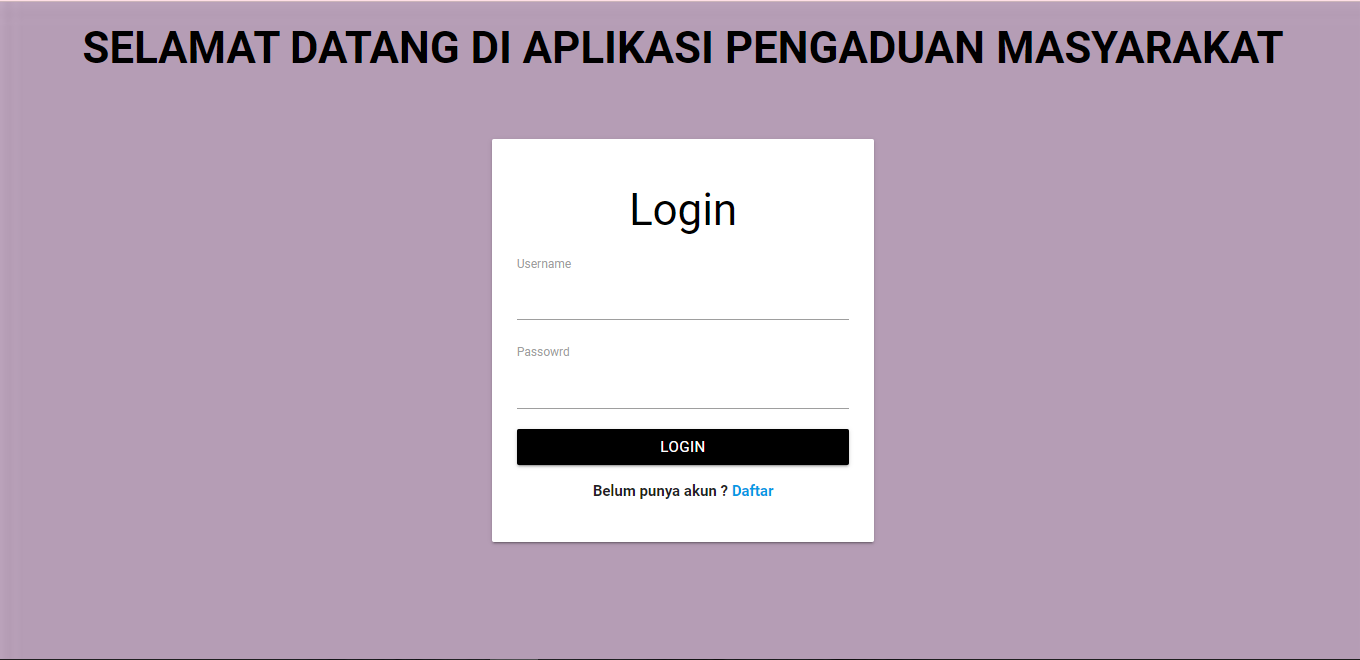 SELAMAT DATANG DI APLIKASI PENGADUAN MASYARAKAT
Login
Username
Passowrd
LOGIN
Belum punya akun ? Daftar